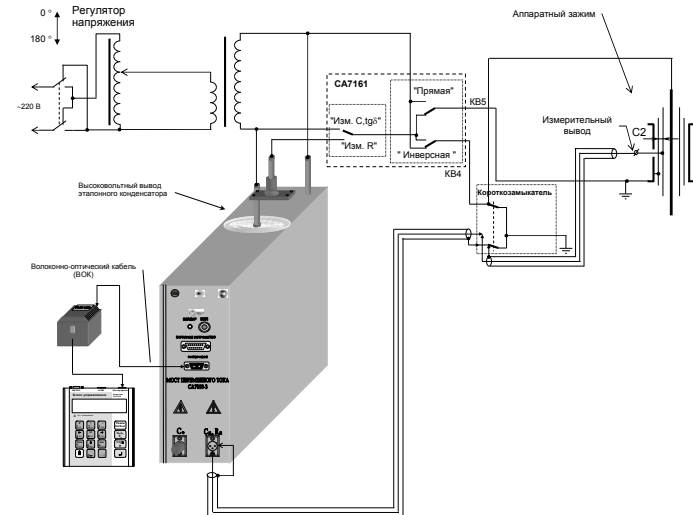 0 °
180 °
Регулятор
напряжения
~220 В
Аппаратный зажим
СА7161
"Прямая"
"Изм. С,tgδ"
"Изм. R"
" Инверсная "
КВ5
КВ4
Измерительный
вывод
С2
Короткозамыкатель
Высоковольтный вывод
эталонного конденсатора
Волоконно-оптический кабель
(ВОК)
МОСТ ПЕРЕМЕННОГО ТОКА
СА7100-3
Блок управления